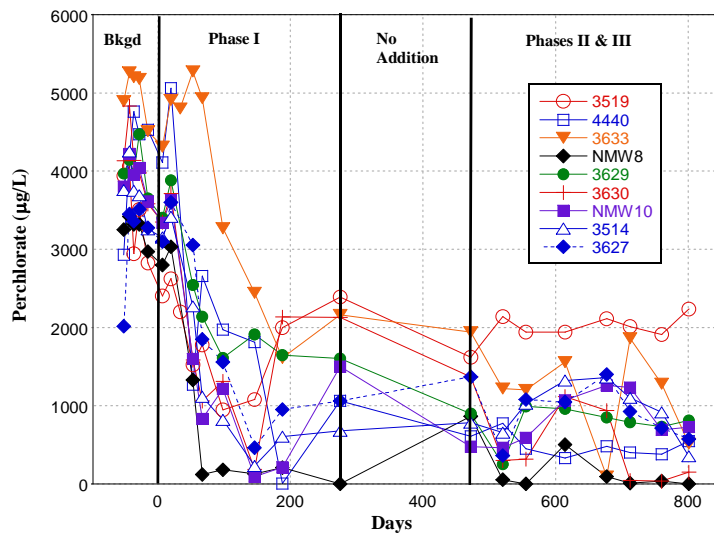 Bkgd
Phase I
No
Addition
Phases II & III
6000
5000
4000
3000
2000
1000
0
Perchlorate (µg/L)
3519
4440
3633
NMW8
3629
3630
NMW10
3514
3627
0
200
400
600
800
Days